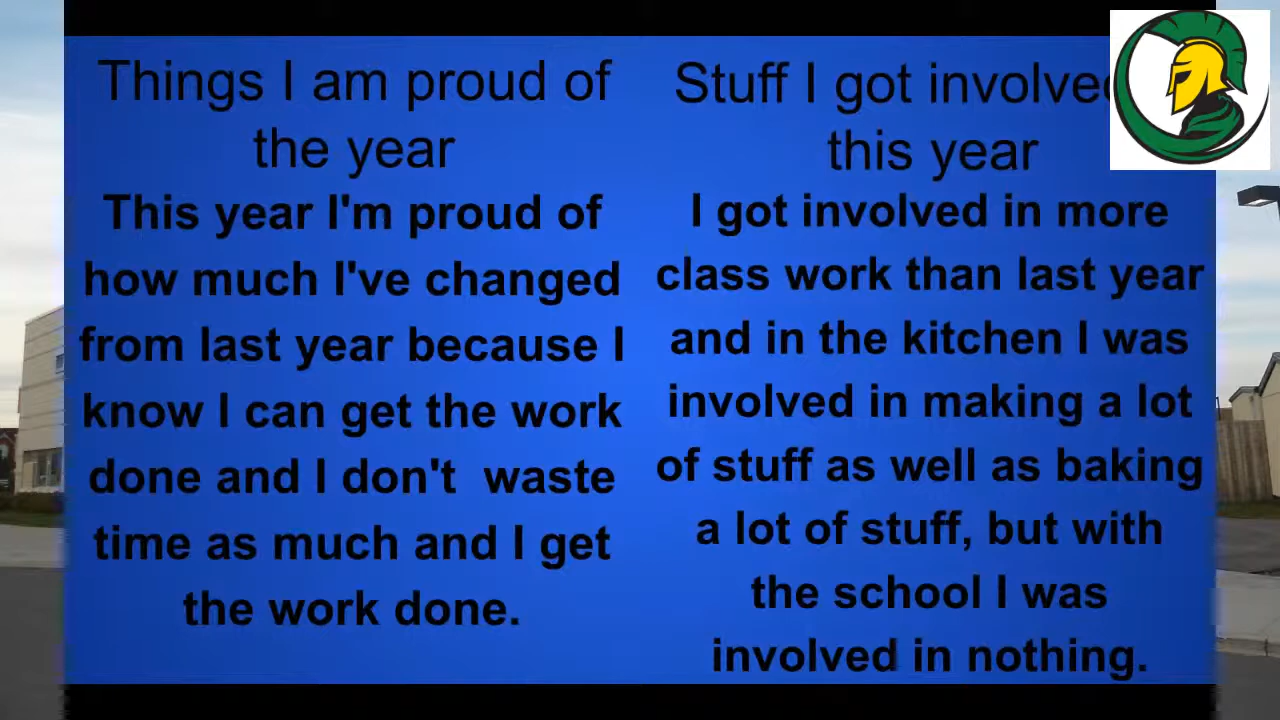 Things I am proud of
the year
This year I'm proud of
how much I've changed
from last year because I
know I can get the work
done and I don't  waste
time as much and I get
the work done.
Stuff I got involve
this year
I got involved in more
class work than last year
and in the kitchen I was
involved in making a lot
of stuff as well as baking
a lot of stuff, but with
the school I was
involved in nothing.